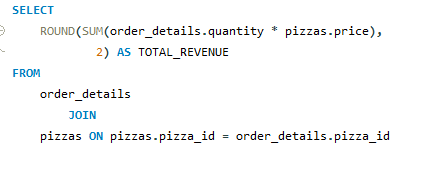 SELECT
ROUND(SUM(order_details.quantity * pizzas.price),
2) AS TOTAL_REVENUE
FROM
order_details
JOIN
pizzas ON pizzas.pizza_id = order_details.pizza_id